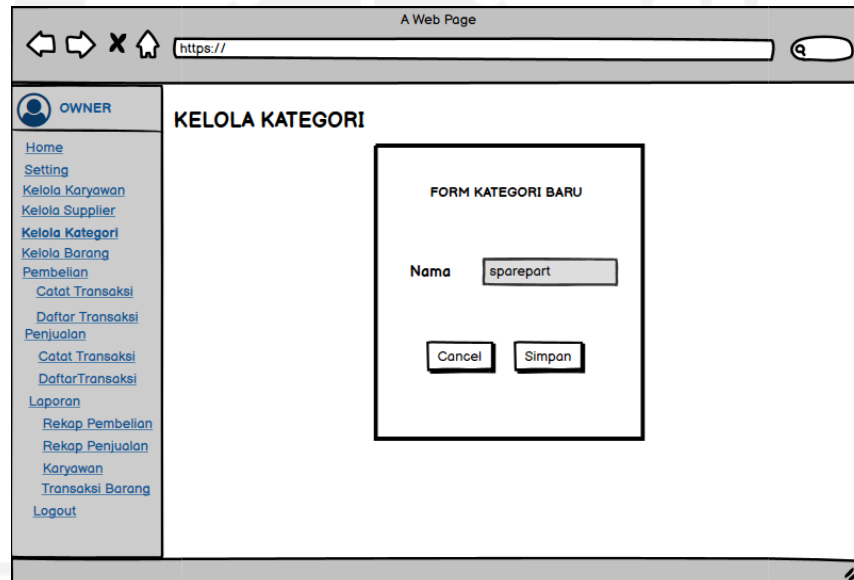 A Web Page
https://
OWNER
Home
Setting
Kelola Karyawan
Kelola Supplier
Kelola Kategori
Kelola Barang
Pembelian
Catat Transaksi
Daftar Transaksi
Penjualan
Catat Transaksi
DaftarTransaksi
Laporan
Rekap Pembelian
Rekap Penjualan
Karyawan
Transaksi Barang
Logout
KELOLA KATEGORI
FORM KATEGORI BARU
Nama sparepart
Cancel Simpan